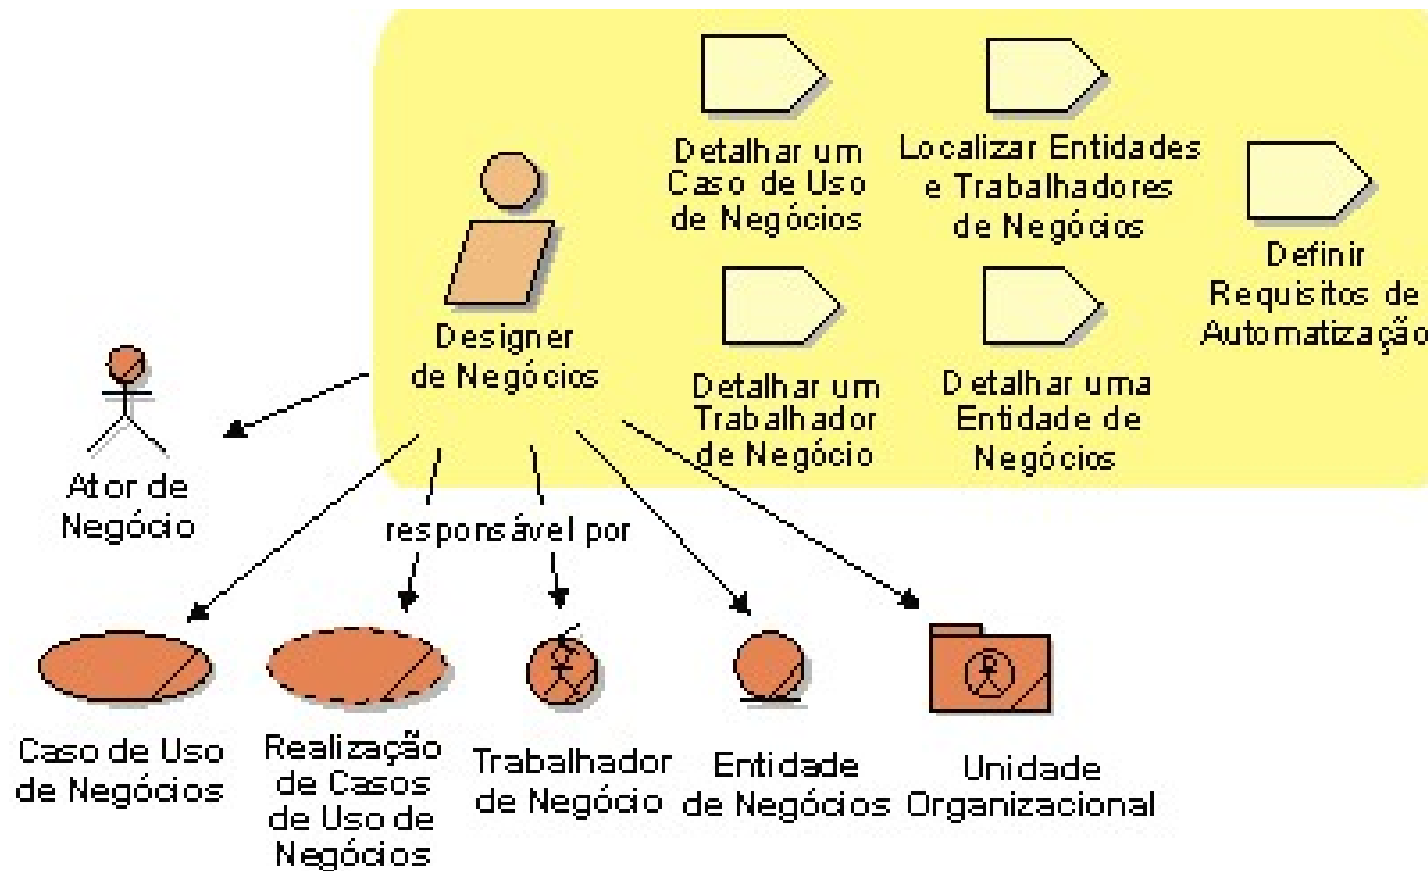 Detalhar um
Caso de Uso
de Negócios
Localizar Entidades
e Trabalhadores
de Negócios
Definir
Requisitos de
Automatização
Designer
de Negócios
Detalhar um
Trabalhador
de Negócio
Detalhar uma
Entidade de
Negócios
Ator de
Negócio
responsável por
Caso de Uso
de Negócios
Realização
de Casos
de Uso de
Negócios
Trabalhador
de Negócio
Entidade
de Negócios
Unidade
Organizacional